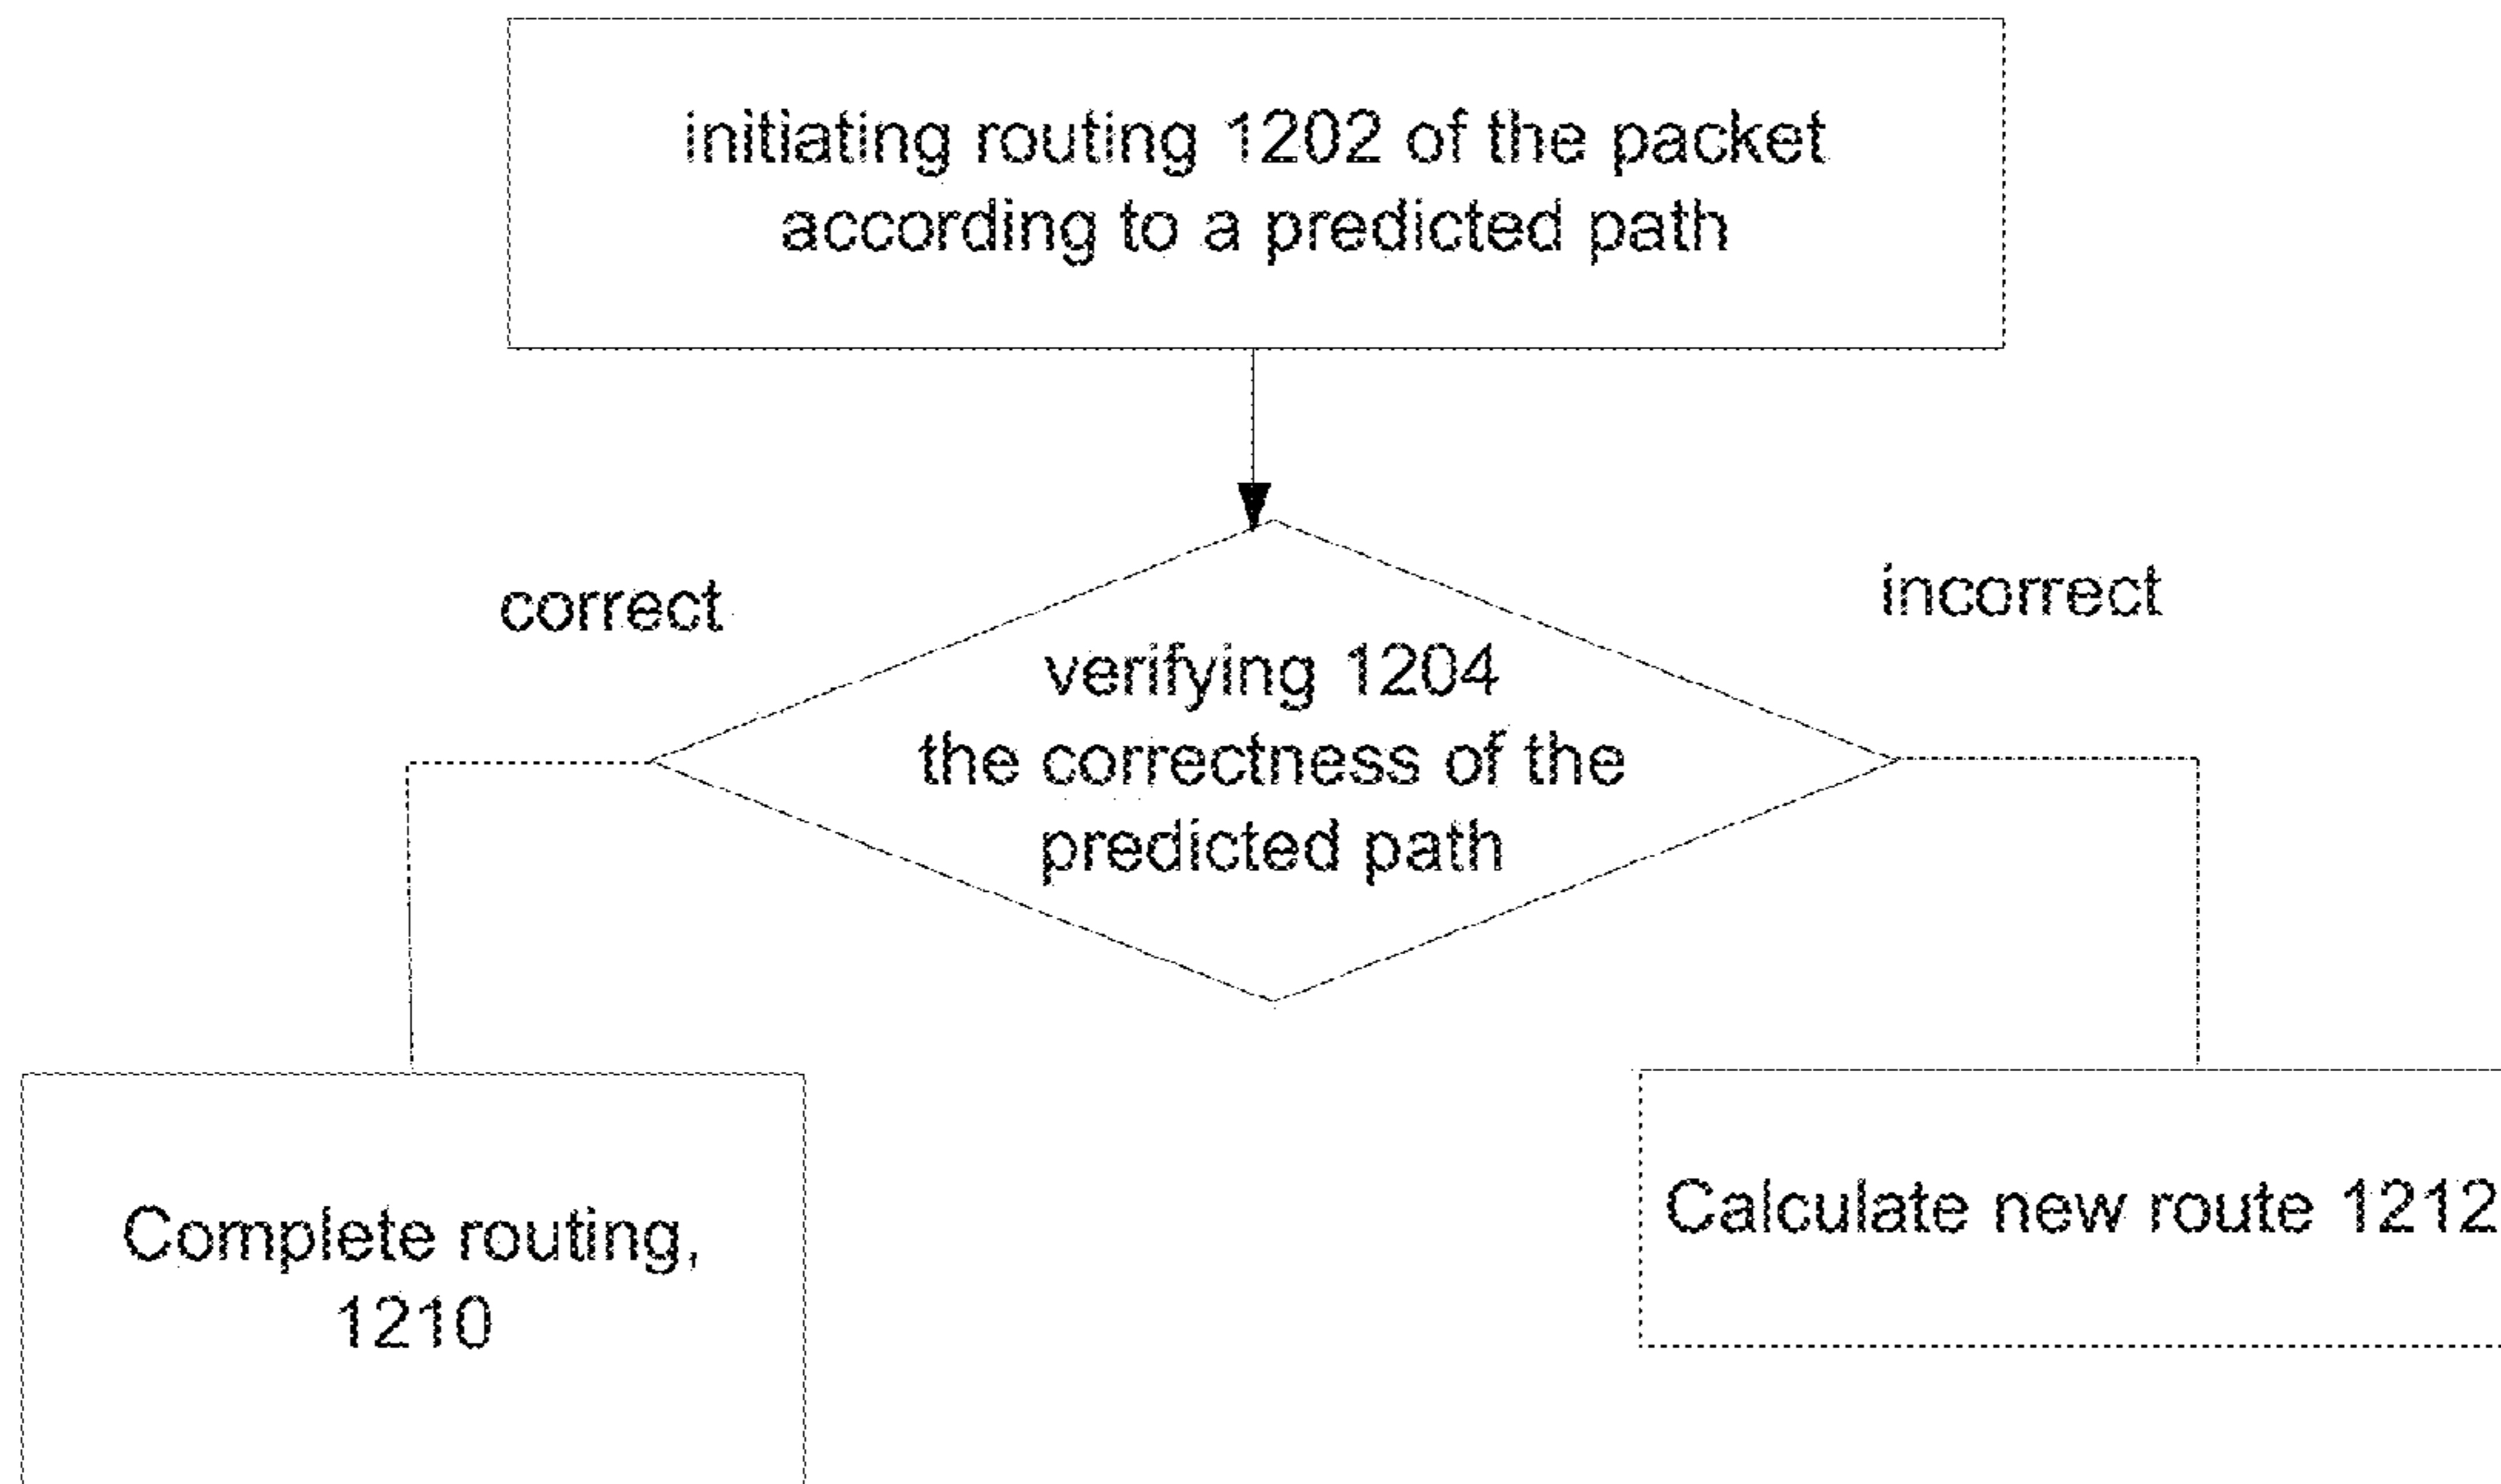 initiating routing 1202 of the packet
according to a predicted path
correct
incorrect
verifying 1204
the correctness of the
predicted path
Complete routing,
1210
Calculate new route 1212